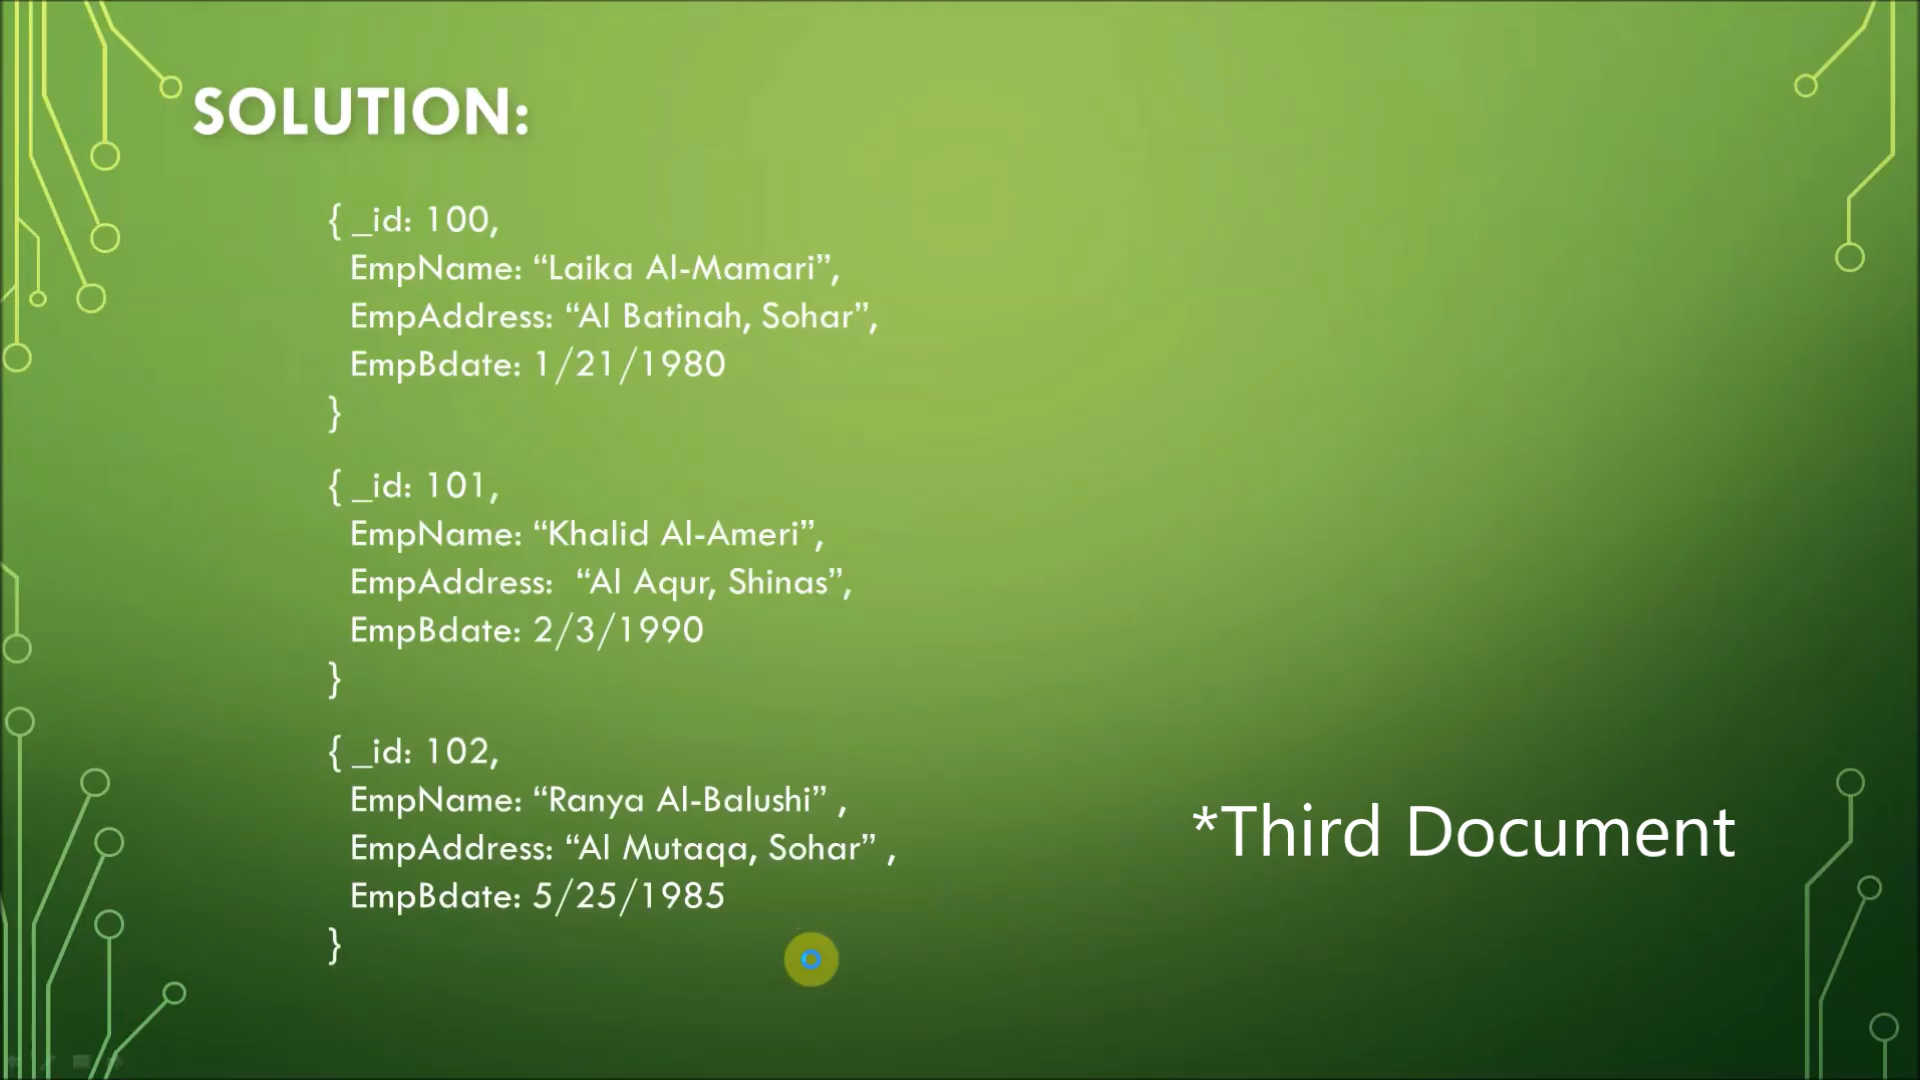 SOLUTION:
{ _id: 100,
EmpName: “Laika Al-Mamari”,
EmpAddress: “Al Batinah, Sohar”,
EmpBdate: 1/21/1980
}
{ _id: 101,
EmpName: “Khalid Al-Ameri”,
EmpAddress:  “Al Aqur, Shinas”,
EmpBdate: 2/3/1990
}
{ _id: 102,
EmpName: “Ranya Al-Balushi” ,
EmpAddress: “Al Mutaqa, Sohar” ,
EmpBdate: 5/25/1985
}
*Third Document